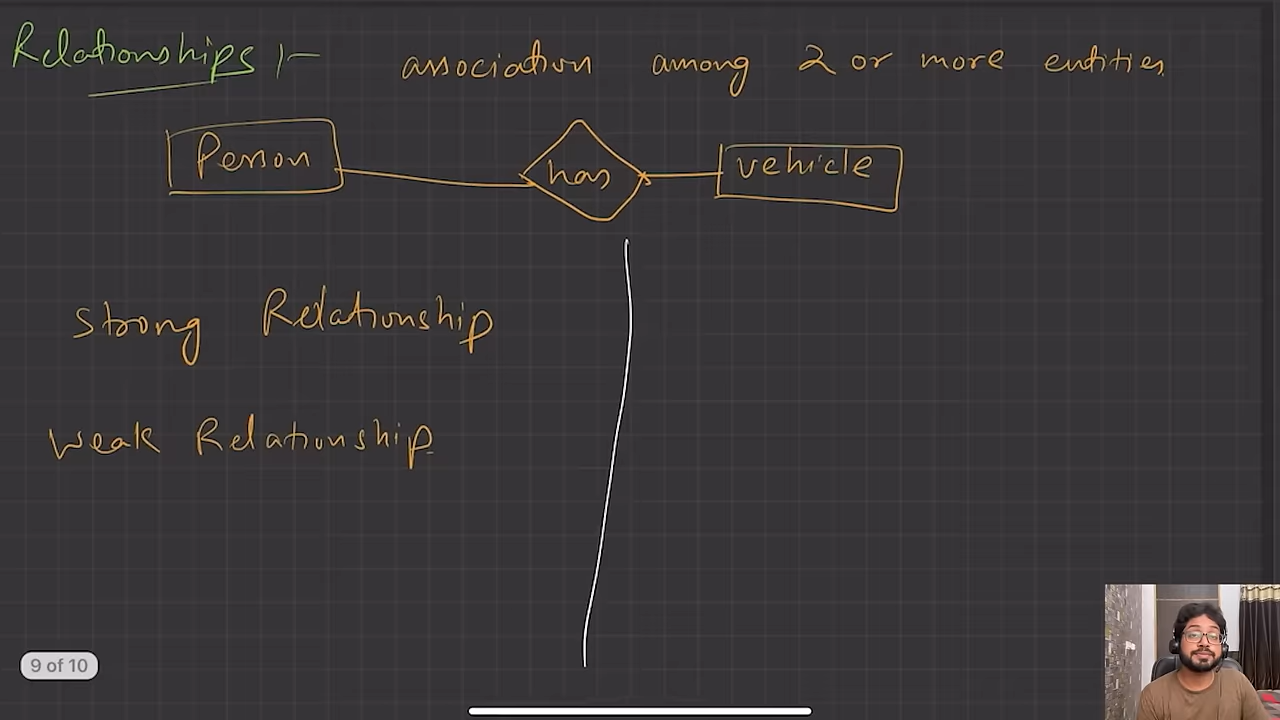 Relationships :- association among 2 or more entities
Person has vehicle
Strong Relationship
Weak Relationship
9 of 10